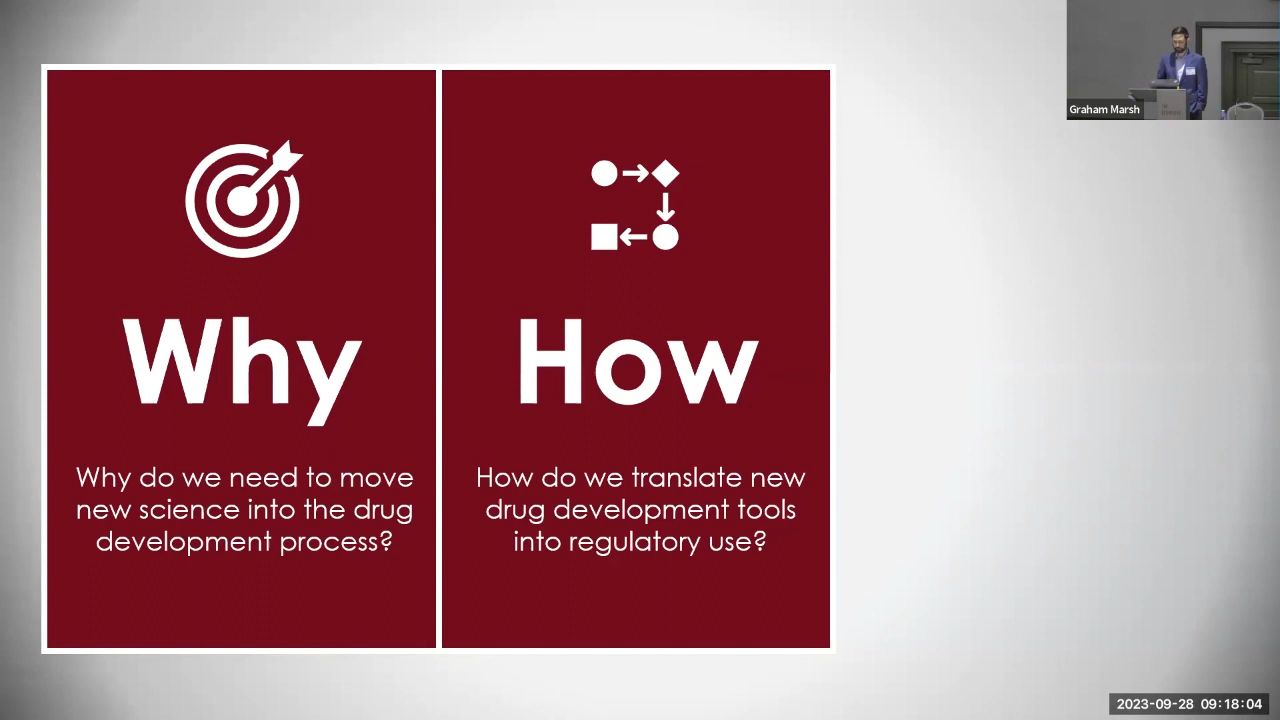 Graham Marsh
Why
Why do we need to move
new science into the drug
development process?
How
How do we translate new
drug development tools
into regulatory use?
2023-09-28 09:18:04